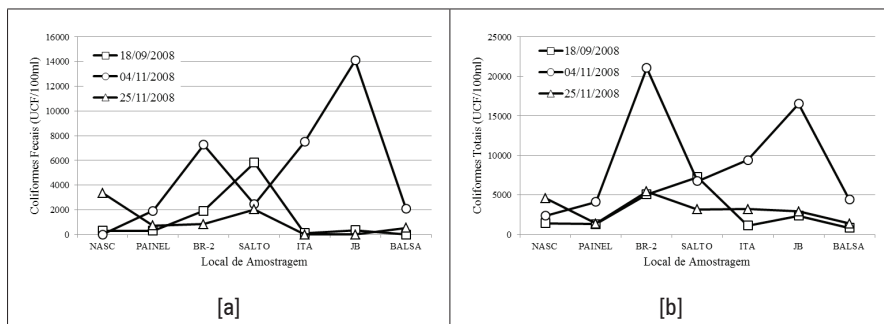 Coliformes Fecais (UCF/100ml)
16000
14000
12000
10000
8000
6000
4000
2000
0
18/09/2008
04/11/2008
25/11/2008
NASC PAINEL BR-2 SALTO ITA JB BALSA
Local de Amostragem
[a]
Coliformes Totais (UCF/100ml)
25000
20000
15000
10000
5000
0
18/09/2008
04/11/2008
25/11/2008
NASC PAINEL BR-2 SALTO ITA JB BALSA
Local de Amostragem
[b]